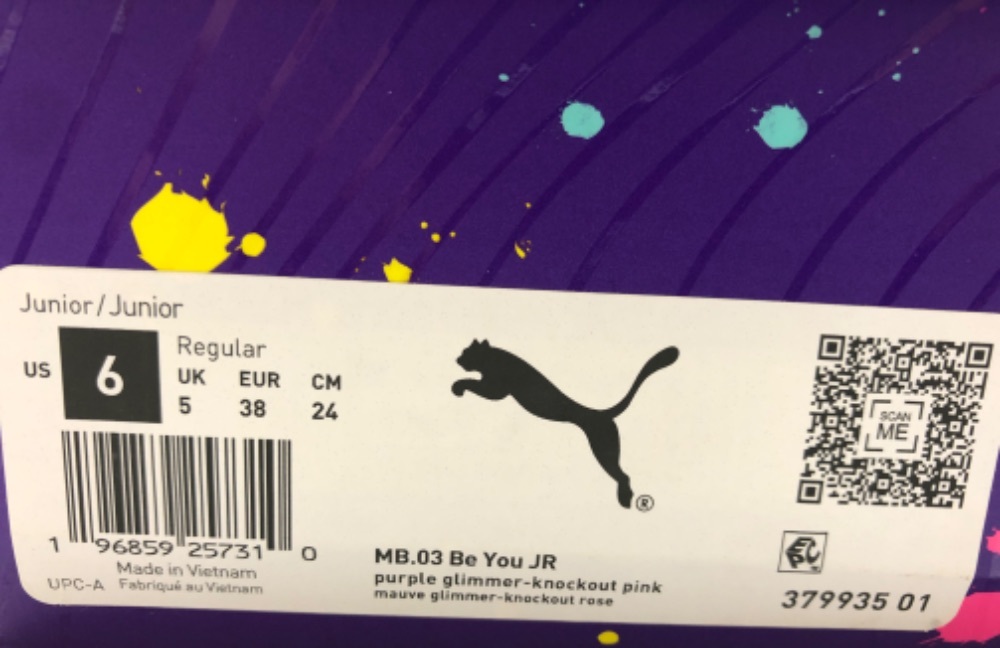 Junior/Junior
US 6
Regular
UK EUR CM
5 38 24
SCAN
ME
1 96859 25731 0
Made in Vietnam
UPC-A Fabriqué au Vietnam
®
MB.03 Be You JR
purple glimmer-knockout pink
mauve glimmer-knockout rose
379935 01